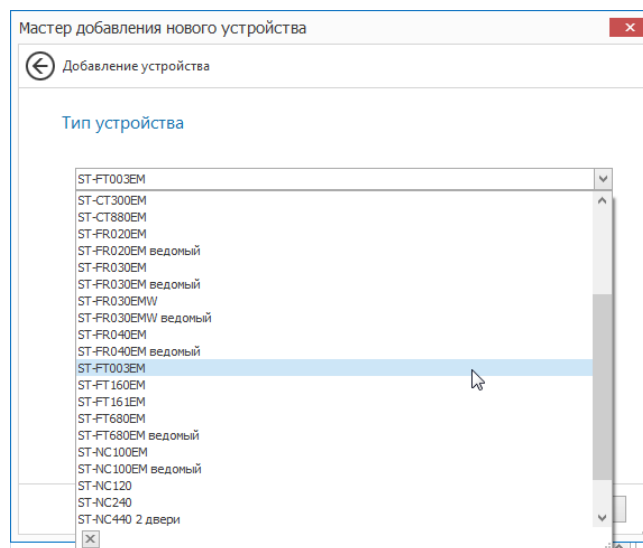 Мастер добавления нового устройства
Добавление устройства
Тип устройства
ST-FT003EM
ST-CT300EM
ST-CT880EM
ST-FR020EM
ST-FR020EM ведомый
ST-FR030EM
ST-FR030EM ведомый
ST-FR030EMW
ST-FR030EMW ведомый
ST-FR040EM
ST-FR040EM ведомый
ST-FT003EM
ST-FT160EM
ST-FT161EM
ST-FT680EM
ST-FT680EM ведомый
ST-NC100EM
ST-NC100EM ведомый
ST-NC120
ST-NC240
ST-NC440 2 двери